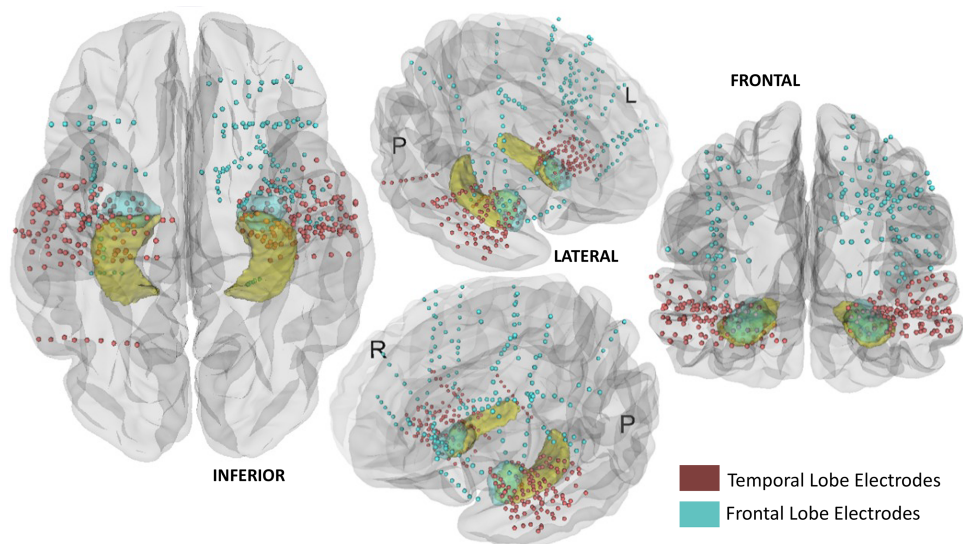 FRONTAL
L
P
LATERAL
R
P
INFERIOR
Temporal Lobe Electrodes
Frontal Lobe Electrodes